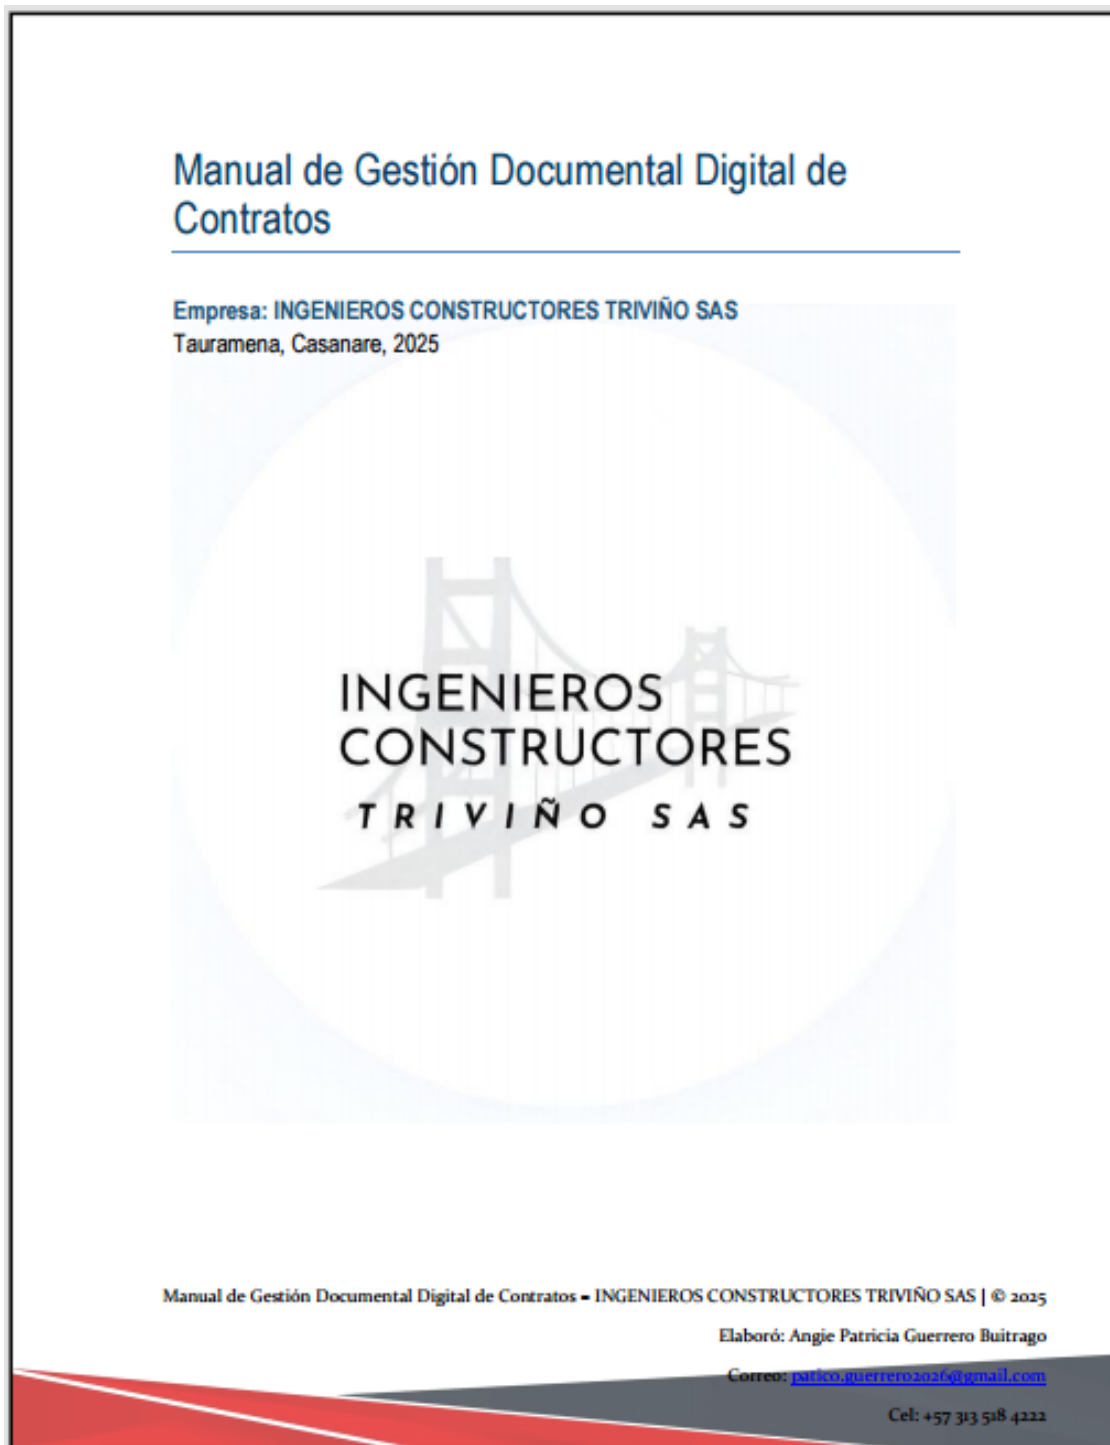 Manual de Gestión Documental Digital de
Contratos
Empresa: INGENIEROS CONSTRUCTORES TRIVIÑO SAS
Tauramena, Casanare, 2025
INGENIEROS
CONSTRUCTORES
TRIVIÑO SAS
Manual de Gestión Documental Digital de Contratos – INGENIEROS CONSTRUCTORES TRIVIÑO SAS | © 2025
Elaboró: Angie Patricia Guerrero Buitrago
Correo: patico.guerrero2026@gmail.com
Cel: +57 313 518 4222